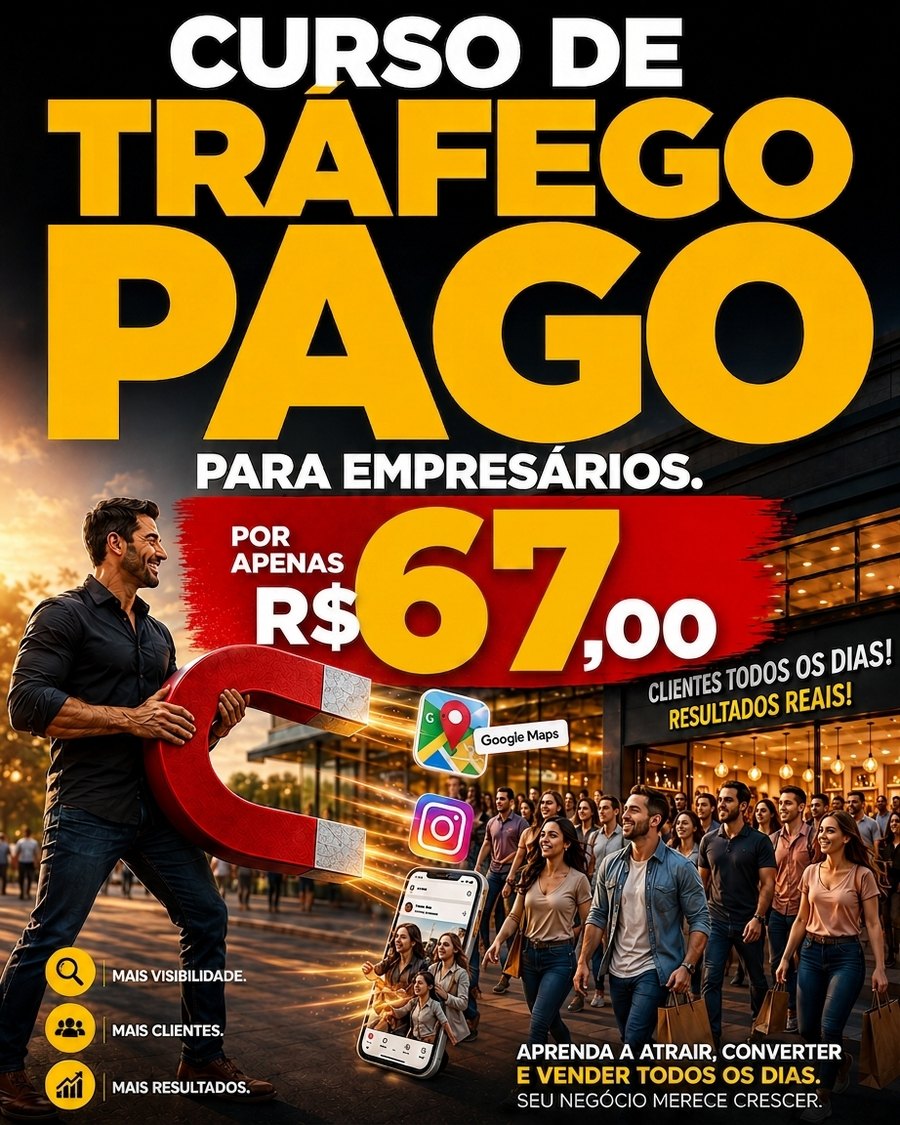 CURSO DE
TRÁFEGO
PAGO
PARA EMPRESÁRIOS.
POR
APENAS
R$67,00
CLIENTES TODOS OS DIAS!
RESULTADOS REAIS!
G
Google Maps
MAIS VISIBILIDADE.
MAIS CLIENTES.
MAIS RESULTADOS.
APRENDA A ATRAIR, CONVERTER
E VENDER TODOS OS DIAS.
SEU NEGÓCIO MERECE CRESCER.